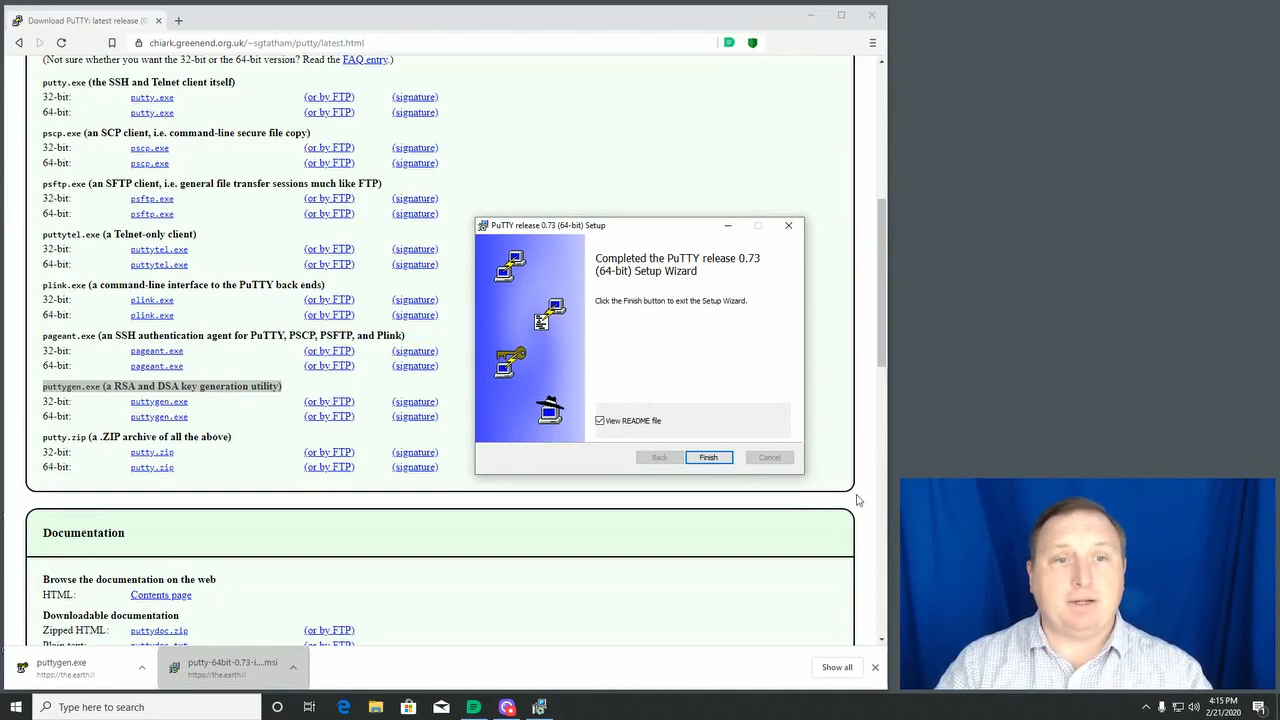 Download PuTTY: latest release (0
chiark.greenend.org.uk/~sgtatham/putty/latest.html
(Not sure whether you want the 32-bit or the 64-bit version? Read the FAQ entry.)
putty.exe (the SSH and Telnet client itself)
32-bit: putty.exe (or by FTP) (signature)
64-bit: putty.exe (or by FTP) (signature)
pscp.exe (an SCP client, i.e. command-line secure file copy)
32-bit: pscp.exe (or by FTP) (signature)
64-bit: pscp.exe (or by FTP) (signature)
psftp.exe (an SFTP client, i.e. general file transfer sessions much like FTP)
32-bit: psftp.exe (or by FTP) (signature)
64-bit: psftp.exe (or by FTP) (signature)
puttytel.exe (a Telnet-only client)
32-bit: puttytel.exe (or by FTP) (signature)
64-bit: puttytel.exe (or by FTP) (signature)
plink.exe (a command-line interface to the PuTTY back ends)
32-bit: plink.exe (or by FTP) (signature)
64-bit: plink.exe (or by FTP) (signature)
pageant.exe (an SSH authentication agent for PuTTY, PSCP, PSFTP, and Plink)
32-bit: pageant.exe (or by FTP) (signature)
64-bit: pageant.exe (or by FTP) (signature)
puttygen.exe (a RSA and DSA key generation utility)
32-bit: puttygen.exe (or by FTP) (signature)
64-bit: puttygen.exe (or by FTP) (signature)
putty.zip (a .ZIP archive of all the above)
32-bit: putty.zip (or by FTP) (signature)
64-bit: putty.zip (or by FTP) (signature)
PuTTY release 0.73 (64-bit) Setup
Completed the PuTTY release 0.73
(64-bit) Setup Wizard
Click the Finish button to exit the Setup Wizard.
View README file
Back Finish Cancel
Documentation
Browse the documentation on the web
HTML: Contents page
Downloadable documentation
Zipped HTML: puttydoc.zip (or by FTP)
Plain text: puttydoc.txt (or by FTP)
puttygen.exe
https://the.earth.li
putty-64bit-0.73-i....msi
https://the.earth.li
Show all
Type here to search
4:15 PM
2/21/2020
1